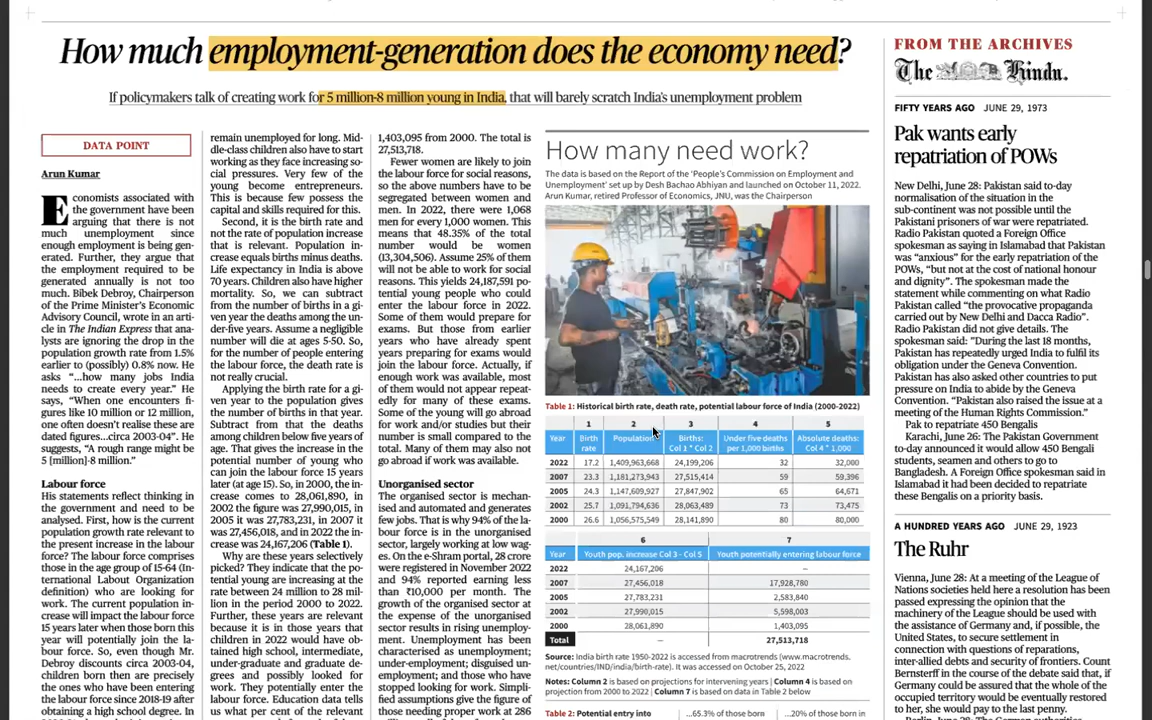 How much employment-generation does the economy need?
If policymakers talk of creating work for 5 million-8 million young in India, that will barely scratch India's unemployment problem
DATA POINT
Arun Kumar
Economists associated with
the government have been
arguing that there is not
much unemployment since
enough employment is being gen-
erated. Further, they argue that
the employment required to be
generated annually is not too
much. Bibek Debroy, Chairperson
of the Prime Minister's Economic
Advisory Council, wrote in an arti-
cle in The Indian Express that ana-
lysts are ignoring the drop in the
population growth rate from 1.5%
earlier to (possibly) 0.8% now. He
asks "...how many jobs India
needs to create every year." He
says, "When one encounters fi-
gures like 10 million or 12 million,
one often doesn't realise these are
dated figures...circa 2003-04". He
suggests, "A rough range might be
5 [million]-8 million."
Labour force
His statements reflect thinking in
the government and need to be
analysed. First, how is the current
population growth rate relevant to
the present increase in the labour
force? The labour force comprises
those in the age group of 15-64 (In-
ternational Labour Organization
definition) who are looking for
work. The current population in-
crease will impact the labour force
15 years later when those born this
year will potentially join the la-
bour force. So, even though Mr.
Debroy discounts circa 2003-04,
children born then are precisely
the ones who have been entering
the labour force since 2018-19 after
obtaining a high school degree. In
remain unemployed for long. Mid-
dle-class children also have to start
working as they face increasing so-
cial pressures. Very few of the
young become entrepreneurs.
This is because few possess the
capital and skills required for this.
Second, it is the birth rate and
not the rate of population increase
that is relevant. Population in-
crease equals births minus deaths.
Life expectancy in India is above
70 years. Children also have higher
mortality. So, we can subtract
from the number of births in a gi-
ven year the deaths among the un-
der-five years. Assume a negligible
number will die at ages 5-50. So,
for the number of people entering
the labour force, the death rate is
not really crucial.
Applying the birth rate for a gi-
ven year to the population gives
the number of births in that year.
Subtract from that the deaths
among children below five years of
age. That gives the increase in the
potential number of young who
can join the labour force 15 years
later (at age 15). So, in 2000, the in-
crease comes to 28,061,890, in
2002 the figure was 27,990,015, in
2005 it was 27,783,231, in 2007 it
was 27,456,018, and in 2022 the in-
crease was 24,167,206 (Table 1).
Why are these years selectively
picked? They indicate that the po-
tential young are increasing at the
rate between 24 million to 28 mil-
lion in the period 2000 to 2022.
Further, these years are relevant
because it is in those years that
children in 2022 would have ob-
tained high school, intermediate,
under-graduate and graduate de-
grees and possibly looked for
work. They potentially enter the
labour force. Education data tells
us what per cent of the relevant
1,403,095 from 2000. The total is
27,513,718.
Fewer women are likely to join
the labour force for social reasons,
so the above numbers have to be
segregated between women and
men. In 2022, there were 1,068
men for every 1,000 women. This
means that 48.35% of the total
number would be women
(13,304,506). Assume 25% of them
will not be able to work for social
reasons. This yields 24,187,591 po-
tential young people who could
enter the labour force in 2022.
Some of them would prepare for
exams. But those from earlier
years who have already spent
years preparing for exams would
join the labour force. Actually, if
enough work was available, most
of them would not appear repeat-
edly for many of these exams.
Some of the young will go abroad
for work and/or studies but their
number is small compared to the
total. Many of them may also not
go abroad if work was available.
Unorganised sector
The organised sector is mechan-
ised and automated and generates
few jobs. That is why 94% of the la-
bour force is in the unorganised
sector, largely working at low wag-
es. On the e-Shram portal, 28 crore
were registered in November 2022
and 94% reported earning less
than ₹10,000 per month. The
growth of the organised sector at
the expense of the unorganised
sector results in rising unemploy-
ment. Unemployment has been
characterised as unemployment;
under-employment; disguised un-
employment; and those who have
stopped looking for work. Simpli-
fied assumptions give the figure of
those needing proper work at 286
How many need work?
The data is based on the Report of the 'People's Commission on Employment and
Unemployment' set up by Desh Bachao Abhiyan and launched on October 11, 2022.
Arun Kumar, retired Professor of Economics, JNU, was the Chairperson
Table 1: Historical birth rate, death rate, potential labour force of India (2000-2022)
1 2 3 4 5
Year Birth rate Population Births: Col 1 * Col 2 Under five deaths per 1,000 births Absolute deaths: Col 4 * 1,000
2022 17.2 1,409,963,668 24,199,206 32 32,000
2007 23.3 1,181,273,943 27,515,414 59 59,396
2005 24.3 1,147,609,927 27,847,902 65 64,671
2002 25.7 1,091,794,636 28,063,489 73 73,475
2000 26.6 1,056,575,549 28,141,890 80 80,000
6 7
Year Youth pop. increase Col 3 - Col 5 Youth potentially entering labour force
2022 24,167,206 –
2007 27,456,018 17,928,780
2005 27,783,231 2,583,840
2002 27,990,015 5,598,003
2000 28,061,890 1,403,095
Total – 27,513,718
Source: India birth rate 1950-2022 is accessed from macrotrends (www.macrotrends.
net/countries/IND/india/birth-rate). It was accessed on October 25, 2022
Notes: Column 2 is based on projections for intervening years | Column 4 is based on
projection from 2000 to 2022 | Column 7 is based on data in Table 2 below
Table 2: Potential entry into ...65.3% of those born ...20% of those born in
FROM THE ARCHIVES
The Hindu.
FIFTY YEARS AGO JUNE 29, 1973
Pak wants early
repatriation of POWs
New Delhi, June 28: Pakistan said to-day
normalisation of the situation in the
sub-continent was not possible until the
Pakistani prisoners of war were repatriated.
Radio Pakistan quoted a Foreign Office
spokesman as saying in Islamabad that Pakistan
was "anxious" for the early repatriation of the
POWs, "but not at the cost of national honour
and dignity". The spokesman made the
statement while commenting on what Radio
Pakistan called "the provocative propaganda
carried out by New Delhi and Dacca Radio".
Radio Pakistan did not give details. The
spokesman said: "During the last 18 months,
Pakistan has repeatedly urged India to fulfil its
obligation under the Geneva Convention.
Pakistan has also asked other countries to put
pressure on India to abide by the Geneva
Convention. "Pakistan also raised the issue at a
meeting of the Human Rights Commission."
Pak to repatriate 450 Bengalis
Karachi, June 26: The Pakistan Government
to-day announced it would allow 450 Bengali
students, seamen and others to go to
Bangladesh. A Foreign Office spokesman said in
Islamabad it had been decided to repatriate
these Bengalis on a priority basis.
A HUNDRED YEARS AGO JUNE 29, 1923
The Ruhr
Vienna, June 28: At a meeting of the League of
Nations societies held here a resolution has been
passed expressing the opinion that the
machinery of the League should be used with
the assistance of Germany and, if possible, the
United States, to secure settlement in
connection with questions of reparations,
inter-allied debts and security of frontiers. Count
Bernsterff in the course of the debate said that, if
Germany could be assured that the whole of the
occupied territory would be eventually restored
to her, she would pay to the last penny.